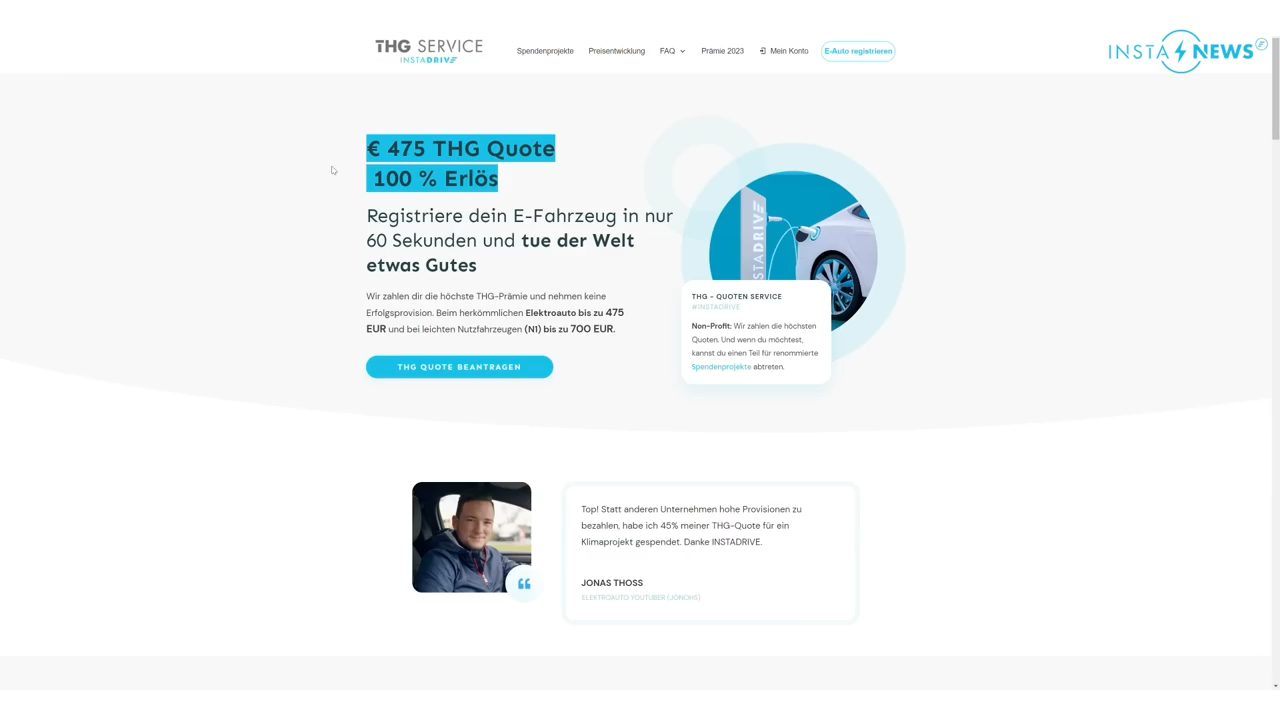 THG SERVICE
INSTADRIVE
Spendenprojekte
Preisentwicklung
FAQ
Prämie 2023
Mein Konto
E-Auto registrieren
INSTA NEWS
€ 475 THG Quote
100 % Erlös
Registriere dein E-Fahrzeug in nur
60 Sekunden und tue der Welt
etwas Gutes
Wir zahlen dir die höchste THG-Prämie und nehmen keine
Erfolgsprovision. Beim herkömmlichen Elektroauto bis zu 475
EUR und bei leichten Nutzfahrzeugen (N1) bis zu 700 EUR.
THG QUOTE BEANTRAGEN
STADRIVE
THG - QUOTEN SERVICE
#INSTADRIVE
Non-Profit: Wir zahlen die höchsten
Quoten. Und wenn du möchtest,
kannst du einen Teil für renommierte
Spendenprojekte abtreten.
Top! Statt anderen Unternehmen hohe Provisionen zu
bezahlen, habe ich 45% meiner THG-Quote für ein
Klimaprojekt gespendet. Danke INSTADRIVE.
JONAS THOSS
ELEKTROAUTO YOUTUBER (JONOHS)